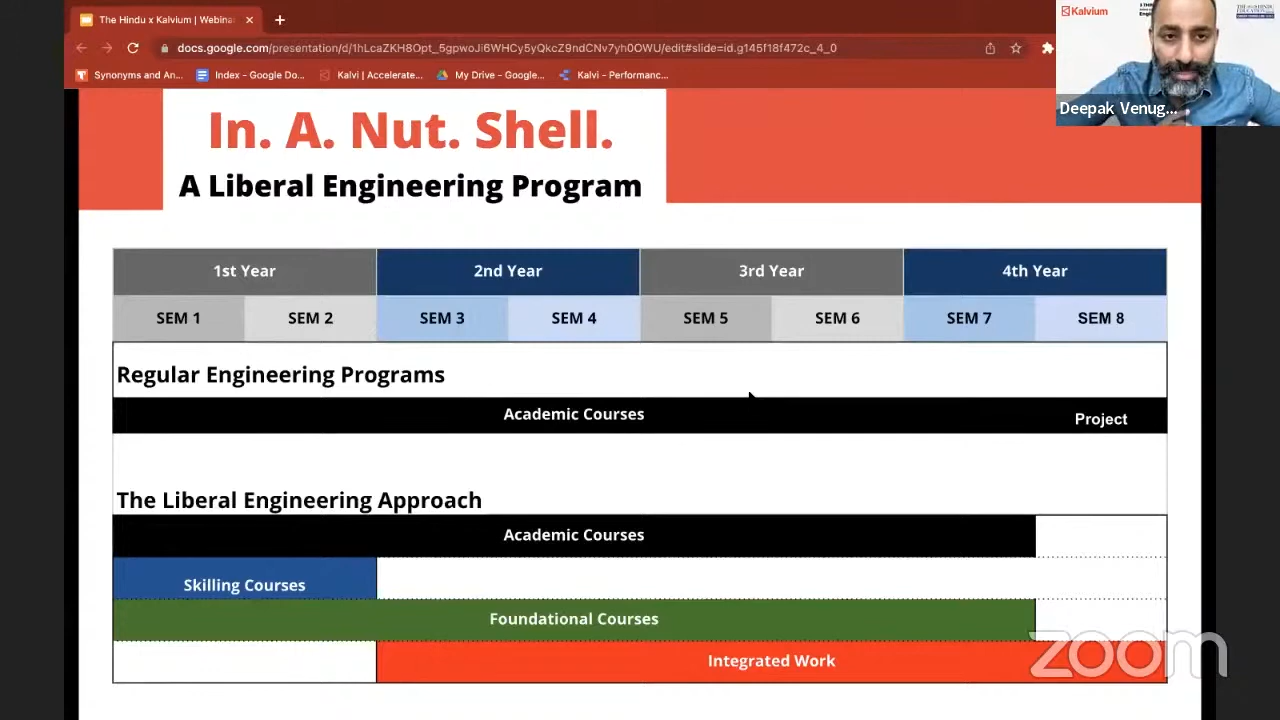 The Hindu x Kalvium | Webina
docs.google.com/presentation/d/1hLcaZKH8Opt_5gpwoJi6WHCy5yQkcZ9ndCNv7yh0OWU/edit#slide=id.g145f18f472c_4_0
Synonyms and An...
Index - Google Do...
Kalvi | Accelerate...
My Drive - Google...
Kalvi - Performanc...
Kalvium
Deepak Venug...
In. A. Nut. Shell.
A Liberal Engineering Program
1st Year 2nd Year 3rd Year 4th Year
SEM 1 SEM 2 SEM 3 SEM 4 SEM 5 SEM 6 SEM 7 SEM 8
Regular Engineering Programs
Academic Courses Project
The Liberal Engineering Approach
Academic Courses
Skilling Courses
Foundational Courses
Integrated Work
zoom